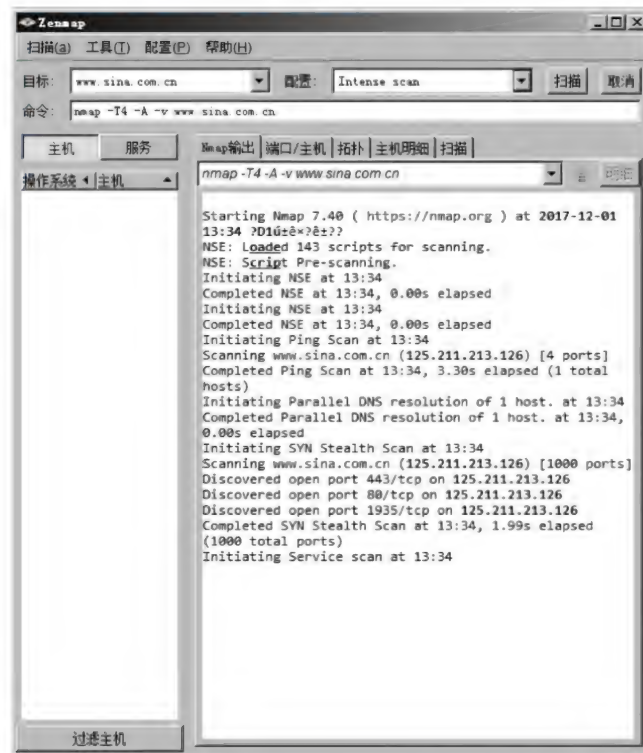 Zenmap
扫描(a) 工具(T) 配置(P) 帮助(H)
目标: www.sina.com.cn 配置: Intense scan 扫描 取消
命令: nmap -T4 -A -v www.sina.com.cn
主机 服务
操作系统 主机
Nmap输出 端口/主机 拓扑 主机明细 扫描
nmap -T4 -A -v www.sina.com.cn 明细
Starting Nmap 7.40 ( https://nmap.org ) at 2017-12-01
13:34 ?D1ú±ê×?ê±??
NSE: Loaded 143 scripts for scanning.
NSE: Script Pre-scanning.
Initiating NSE at 13:34
Completed NSE at 13:34, 0.00s elapsed
Initiating NSE at 13:34
Completed NSE at 13:34, 0.00s elapsed
Initiating Ping Scan at 13:34
Scanning www.sina.com.cn (125.211.213.126) [4 ports]
Completed Ping Scan at 13:34, 3.30s elapsed (1 total
hosts)
Initiating Parallel DNS resolution of 1 host. at 13:34
Completed Parallel DNS resolution of 1 host. at 13:34,
0.00s elapsed
Initiating SYN Stealth Scan at 13:34
Scanning www.sina.com.cn (125.211.213.126) [1000 ports]
Discovered open port 443/tcp on 125.211.213.126
Discovered open port 80/tcp on 125.211.213.126
Discovered open port 1935/tcp on 125.211.213.126
Completed SYN Stealth Scan at 13:34, 1.99s elapsed
(1000 total ports)
Initiating Service scan at 13:34
过滤主机